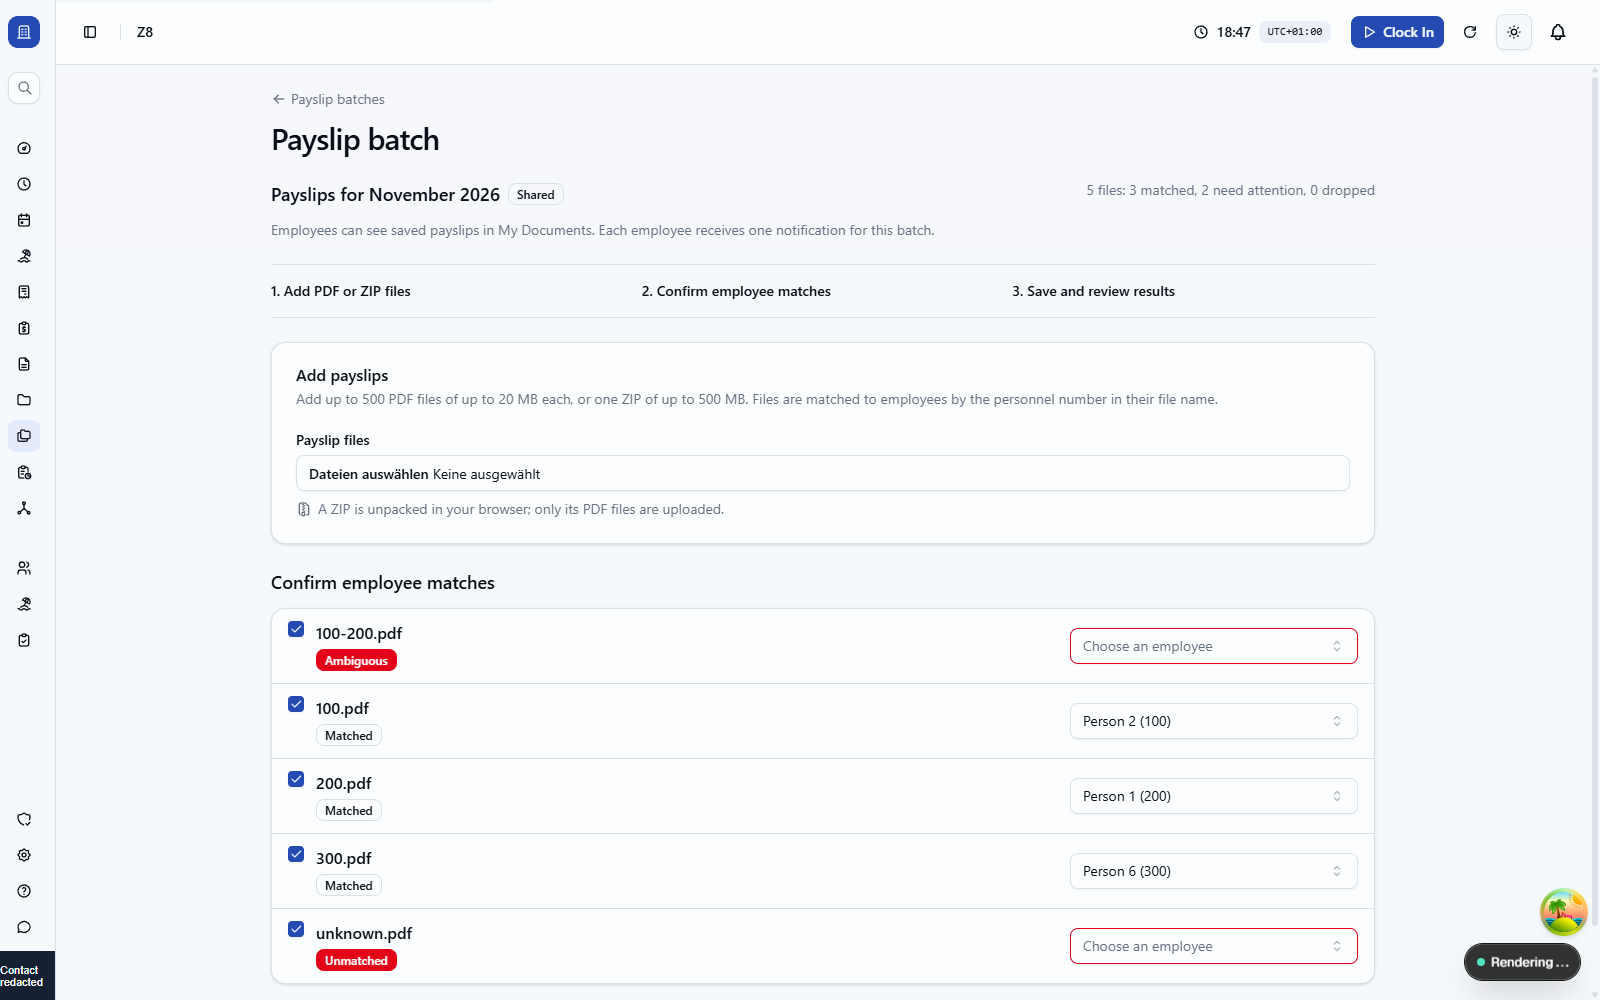 Z8
18:47 UTC+01:00 Clock In
Payslip batches
Payslip batch
Payslips for November 2026 Shared
5 files: 3 matched, 2 need attention, 0 dropped
Employees can see saved payslips in My Documents. Each employee receives one notification for this batch.
1. Add PDF or ZIP files 2. Confirm employee matches 3. Save and review results
Add payslips
Add up to 500 PDF files of up to 20 MB each, or one ZIP of up to 500 MB. Files are matched to employees by the personnel number in their file name.
Payslip files
Dateien auswählen Keine ausgewählt
A ZIP is unpacked in your browser; only its PDF files are uploaded.
Confirm employee matches
100-200.pdf
Ambiguous
Choose an employee
100.pdf
Matched
Person 2 (100)
200.pdf
Matched
Person 1 (200)
300.pdf
Matched
Person 6 (300)
unknown.pdf
Unmatched
Choose an employee
Rendering ...
Contact
redacted